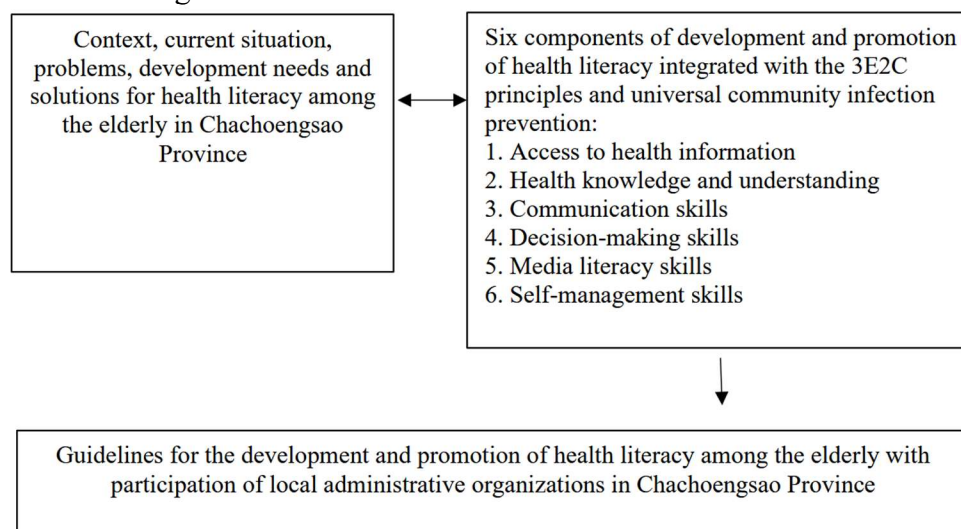 Context, current situation,
problems, development needs and
solutions for health literacy among
the elderly in Chachoengsao
Province
Six components of development and promotion
of health literacy integrated with the 3E2C
principles and universal community infection
prevention:
1. Access to health information
2. Health knowledge and understanding
3. Communication skills
4. Decision-making skills
5. Media literacy skills
6. Self-management skills
Guidelines for the development and promotion of health literacy among the elderly with
participation of local administrative organizations in Chachoengsao Province